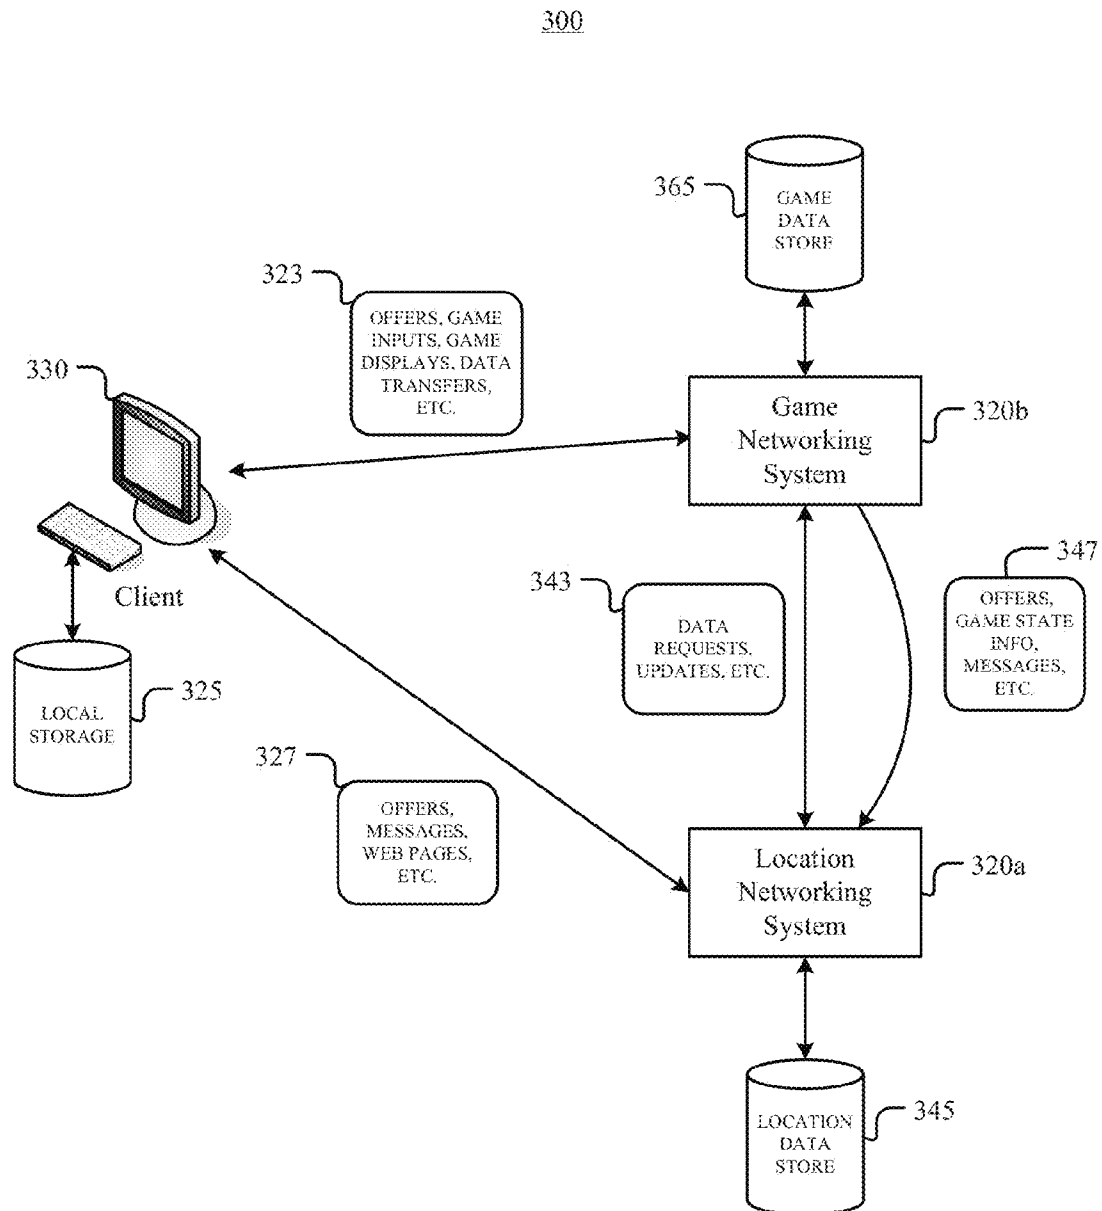 300
365
GAME
DATA
STORE
323
OFFERS, GAME
INPUTS, GAME
DISPLAYS, DATA
TRANSFERS,
ETC.
330
Game
Networking
System
320b
Client
343
DATA
REQUESTS,
UPDATES, ETC.
347
OFFERS,
GAME STATE
INFO,
MESSAGES,
ETC.
325
LOCAL
STORAGE
327
OFFERS,
MESSAGES,
WEB PAGES,
ETC.
Location
Networking
System
320a
345
LOCATION
DATA
STORE